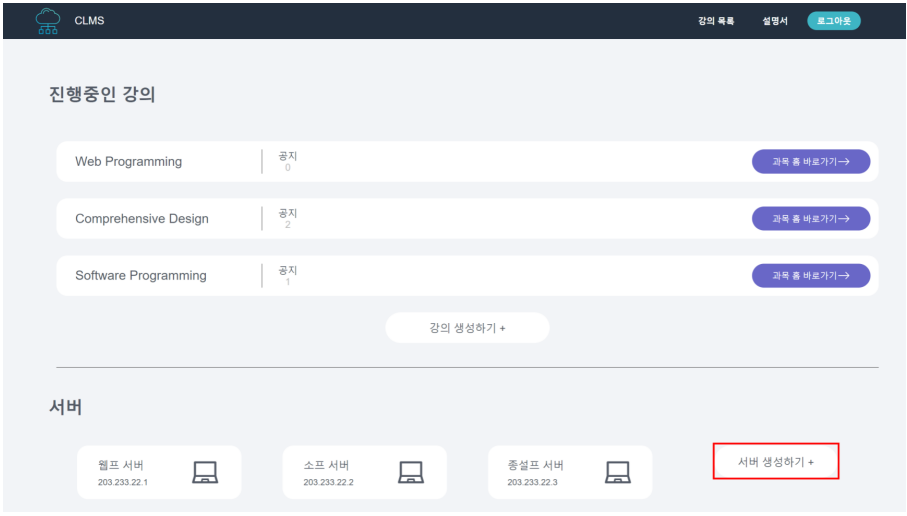 CLMS
강의 목록 설명서 로그아웃
진행중인 강의
Web Programming
공지
0
과목 홈 바로가기→
Comprehensive Design
공지
2
과목 홈 바로가기→
Software Programming
공지
1
과목 홈 바로가기→
강의 생성하기 +
서버
웹프 서버
203.233.22.1
소프 서버
203.233.22.2
종설프 서버
203.233.22.3
서버 생성하기 +